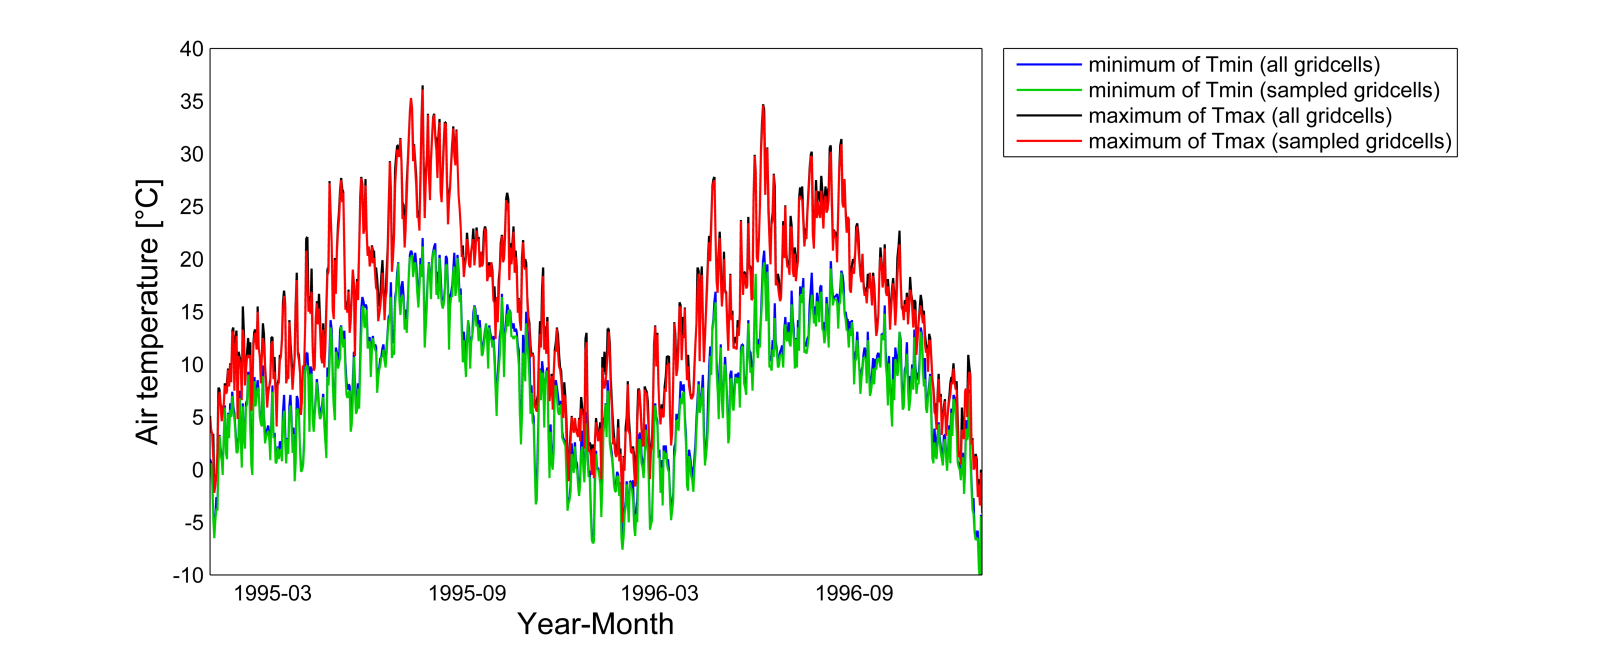 40
35
30
25
20
15
10
5
0
-5
-10
Air temperature [°C]
1995-03 1995-09 1996-03 1996-09
Year-Month
minimum of Tmin (all gridcells)
minimum of Tmin (sampled gridcells)
maximum of Tmax (all gridcells)
maximum of Tmax (sampled gridcells)